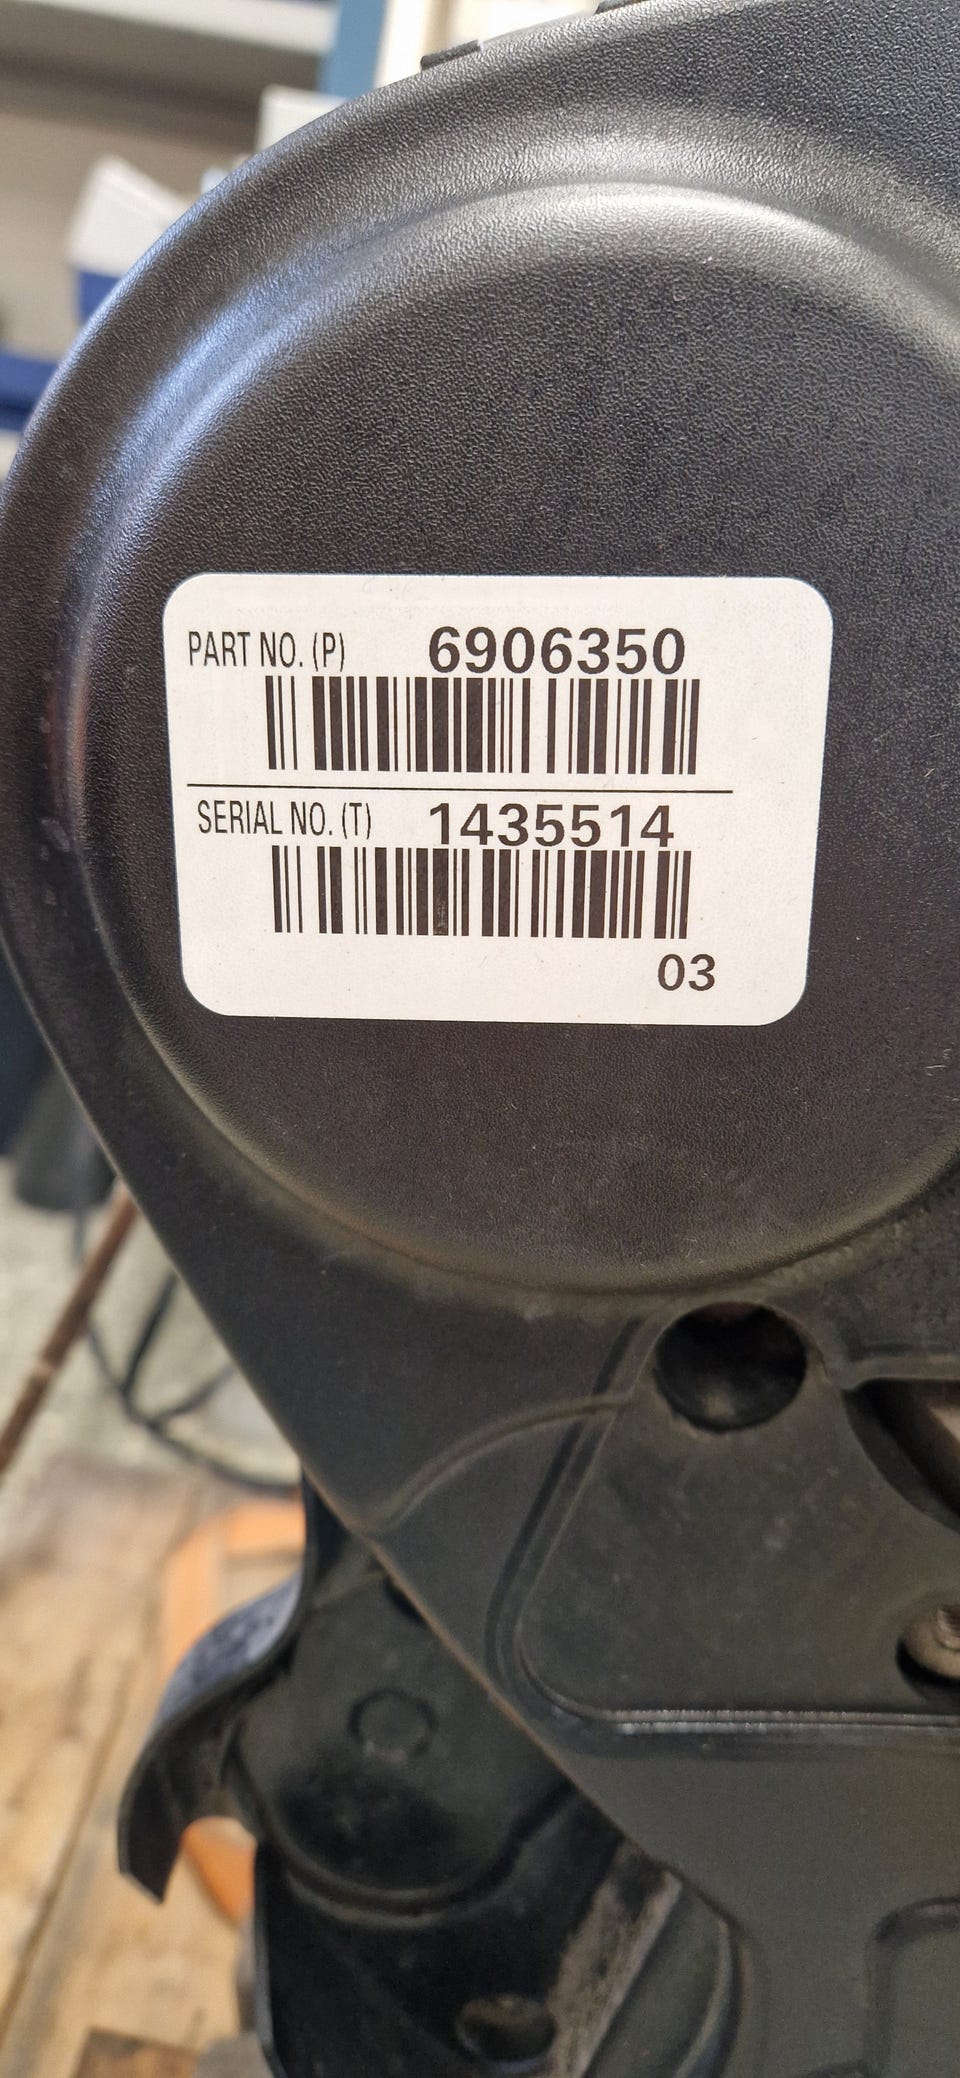 PART NO. (P) 6906350
SERIAL NO. (T) 1435514
03